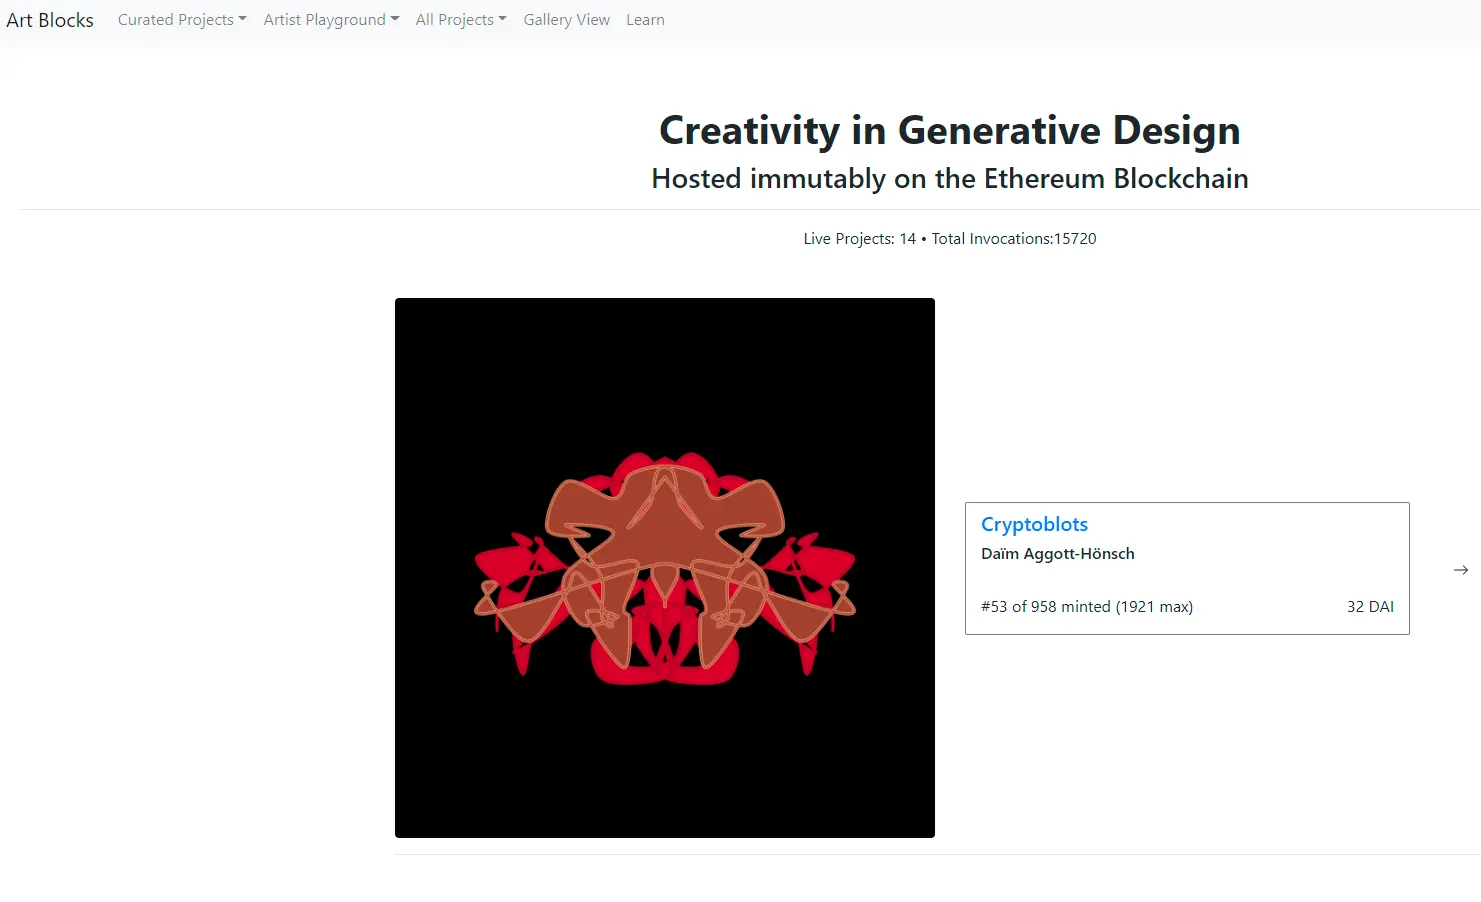 Art Blocks Curated Projects Artist Playground All Projects Gallery View Learn
Creativity in Generative Design
Hosted immutably on the Ethereum Blockchain
Live Projects: 14 • Total Invocations:15720
Cryptoblots
Daïm Aggott-Hönsch
#53 of 958 minted (1921 max) 32 DAI